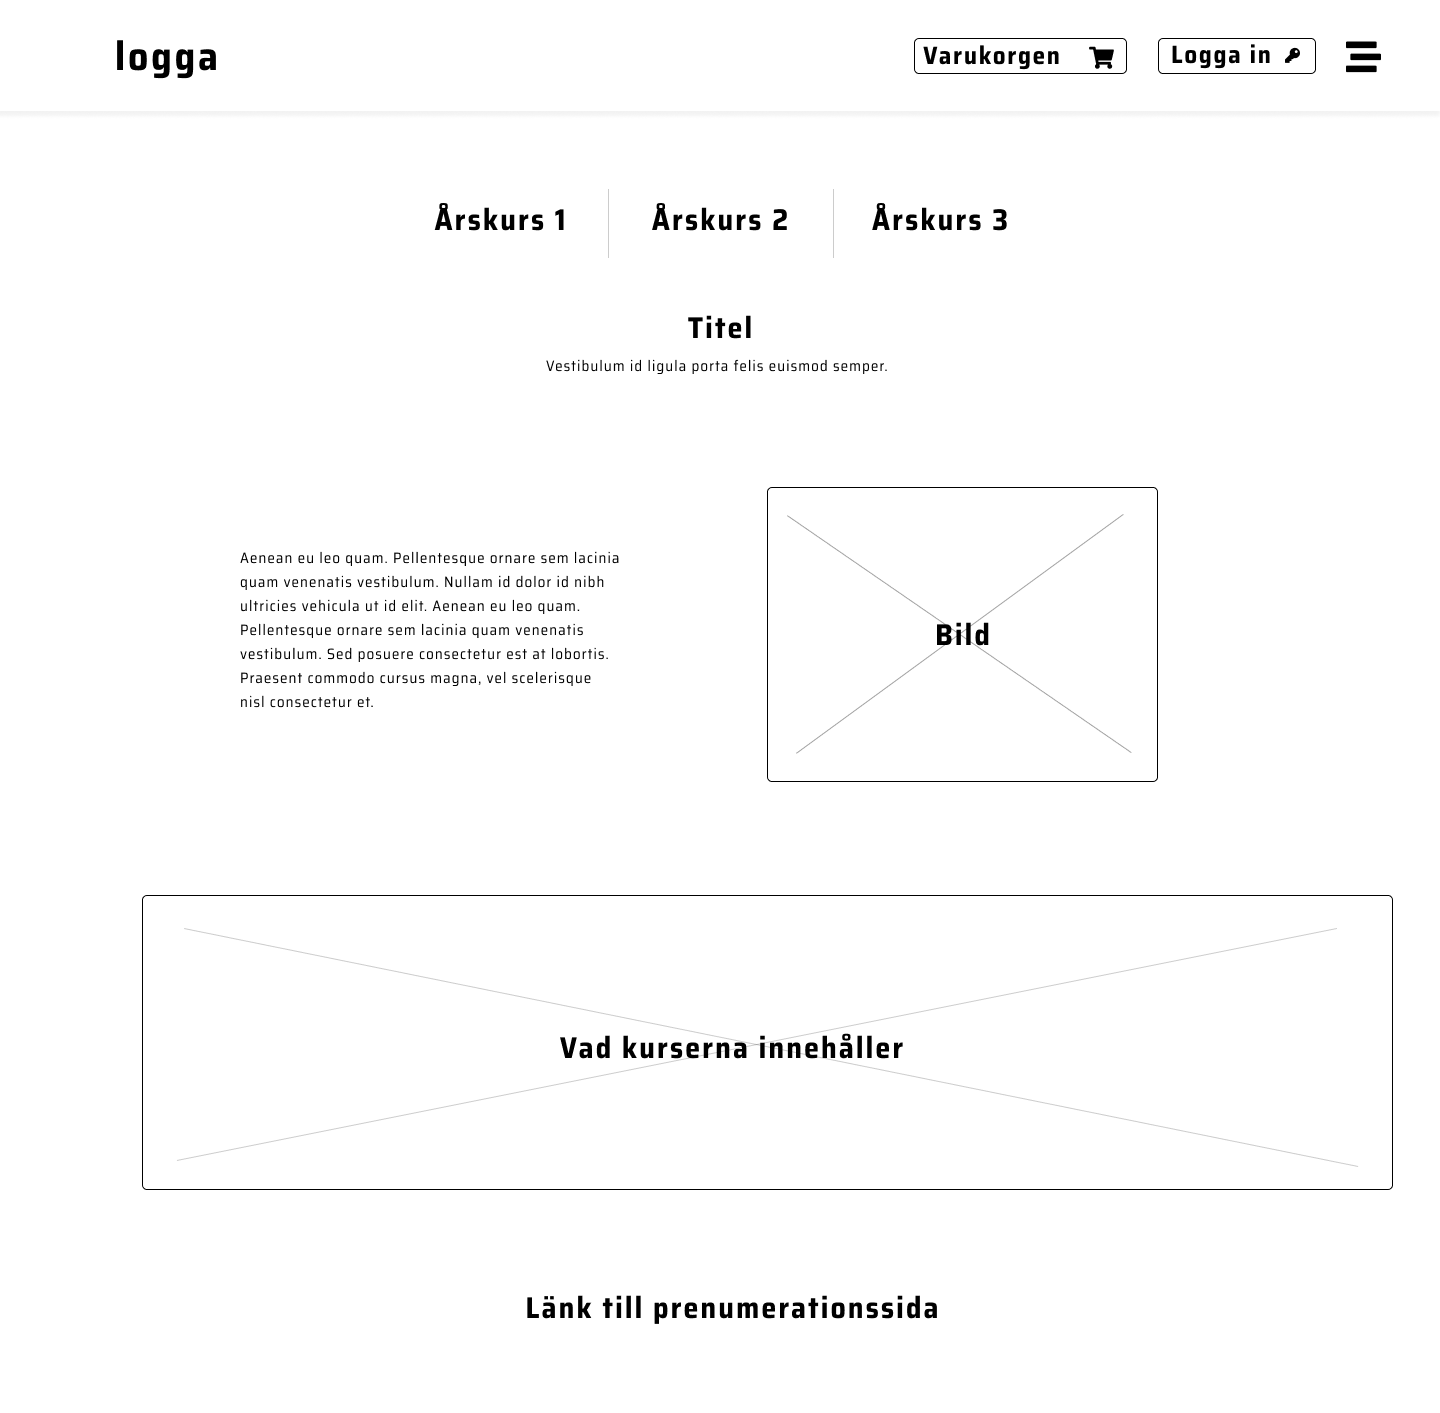 logga
Varukorgen
Logga in
Årskurs 1
Årskurs 2
Årskurs 3
Titel
Vestibulum id ligula porta felis euismod semper.
Aenean eu leo quam. Pellentesque ornare sem lacinia
quam venenatis vestibulum. Nullam id dolor id nibh
ultricies vehicula ut id elit. Aenean eu leo quam.
Pellentesque ornare sem lacinia quam venenatis
vestibulum. Sed posuere consectetur est at lobortis.
Praesent commodo cursus magna, vel scelerisque
nisl consectetur et.
Bild
Vad kurserna innehåller
Länk till prenumerationssida